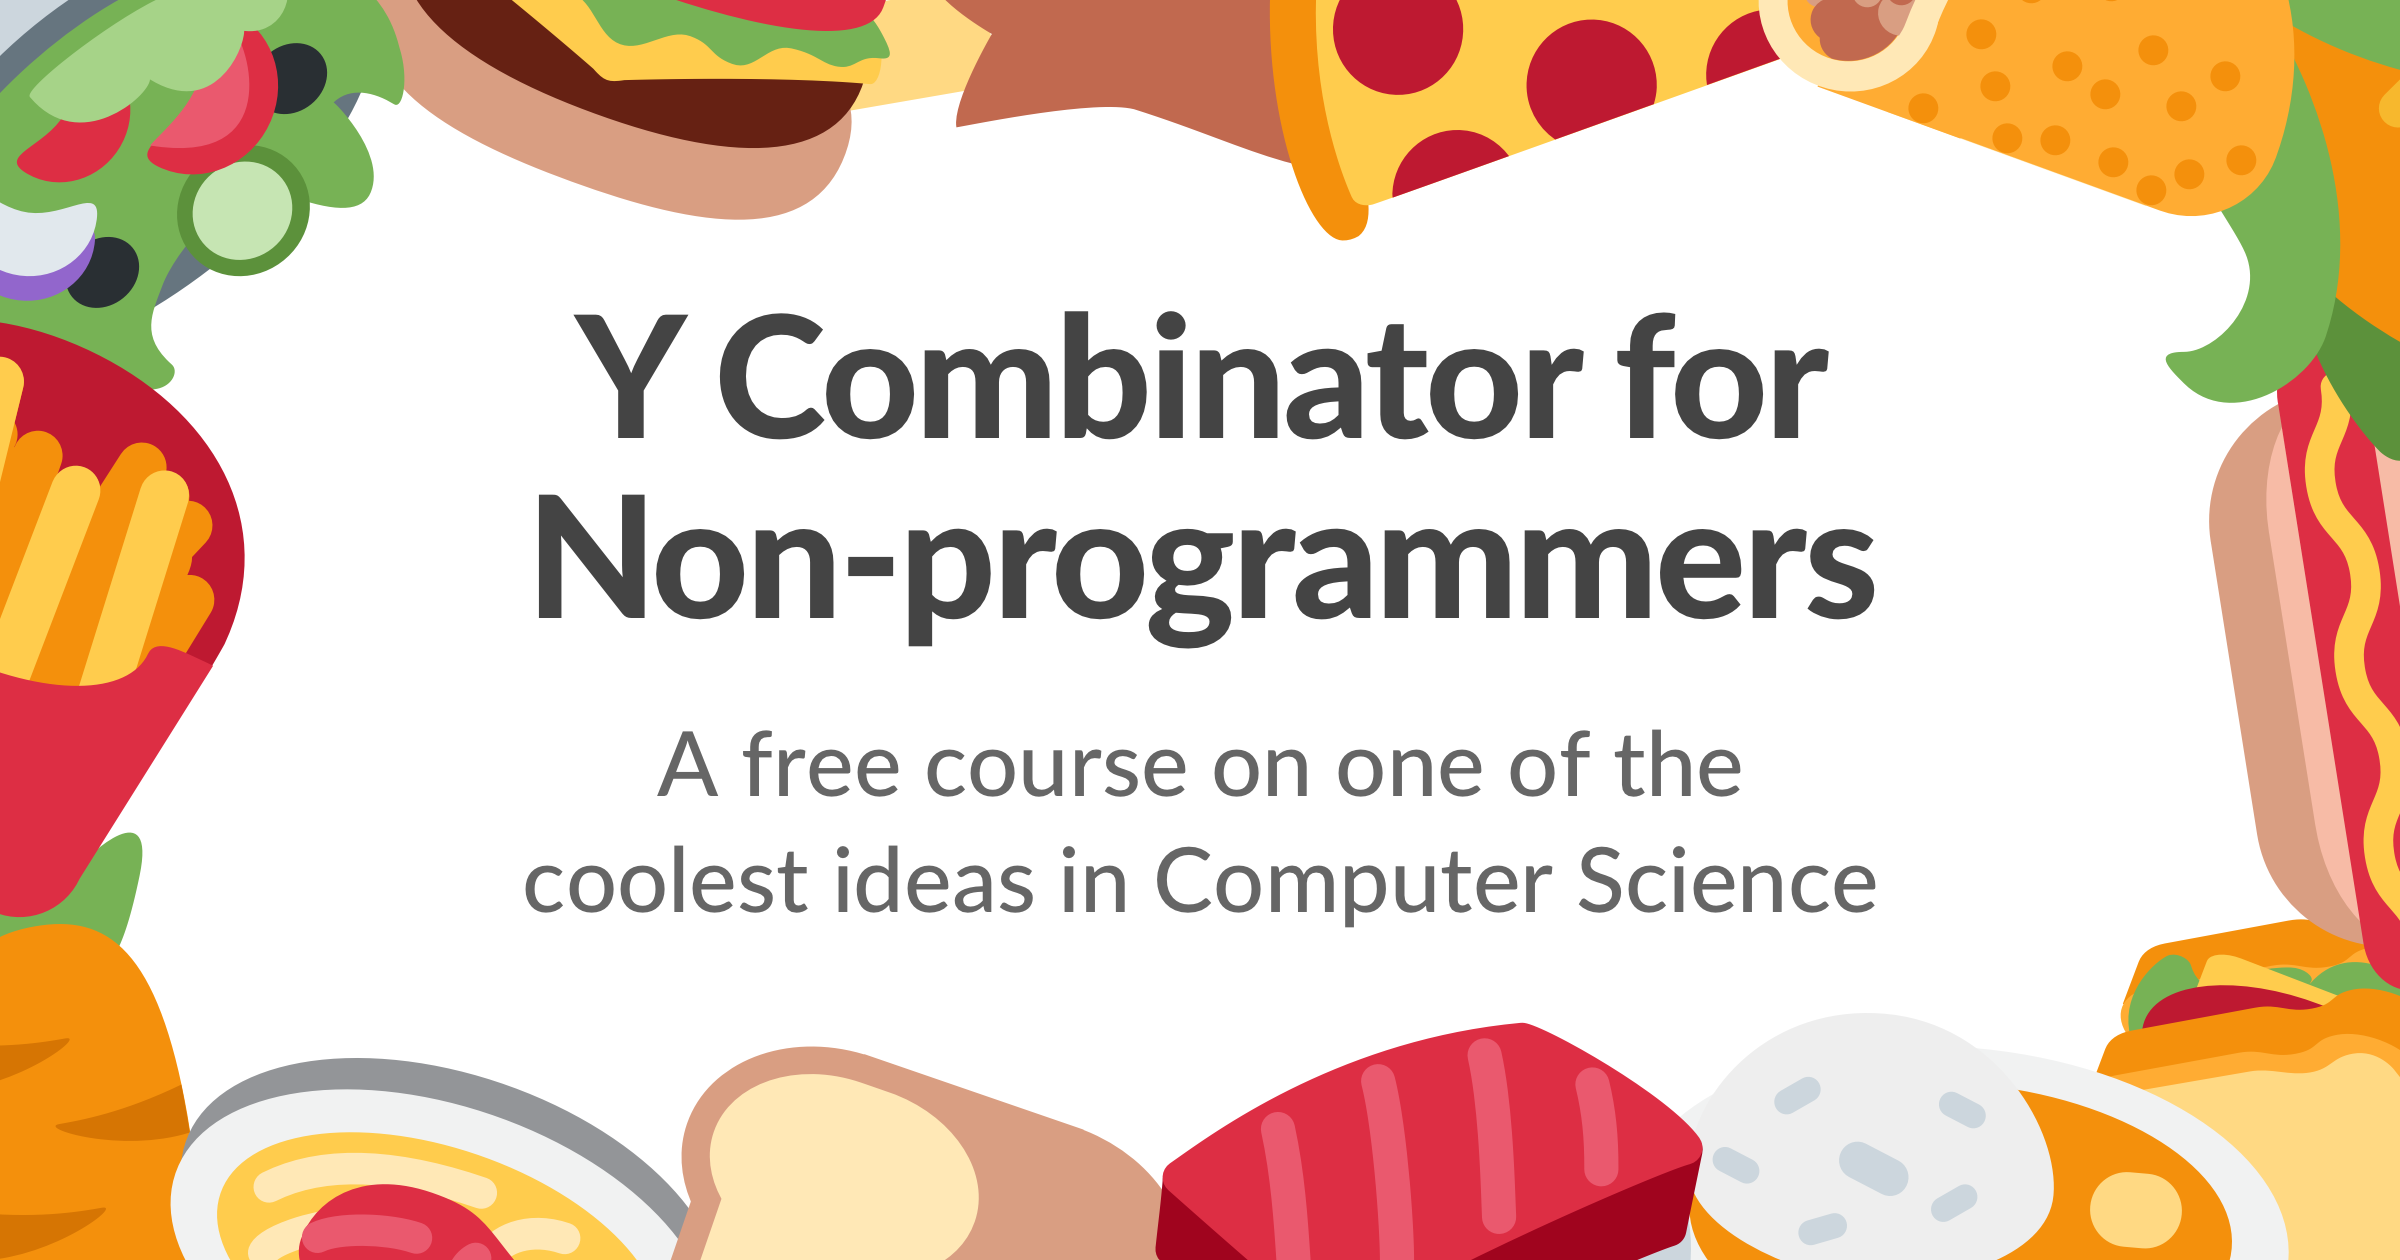 Y Combinator for
Non-programmers
A free course on one of the
coolest ideas in Computer Science